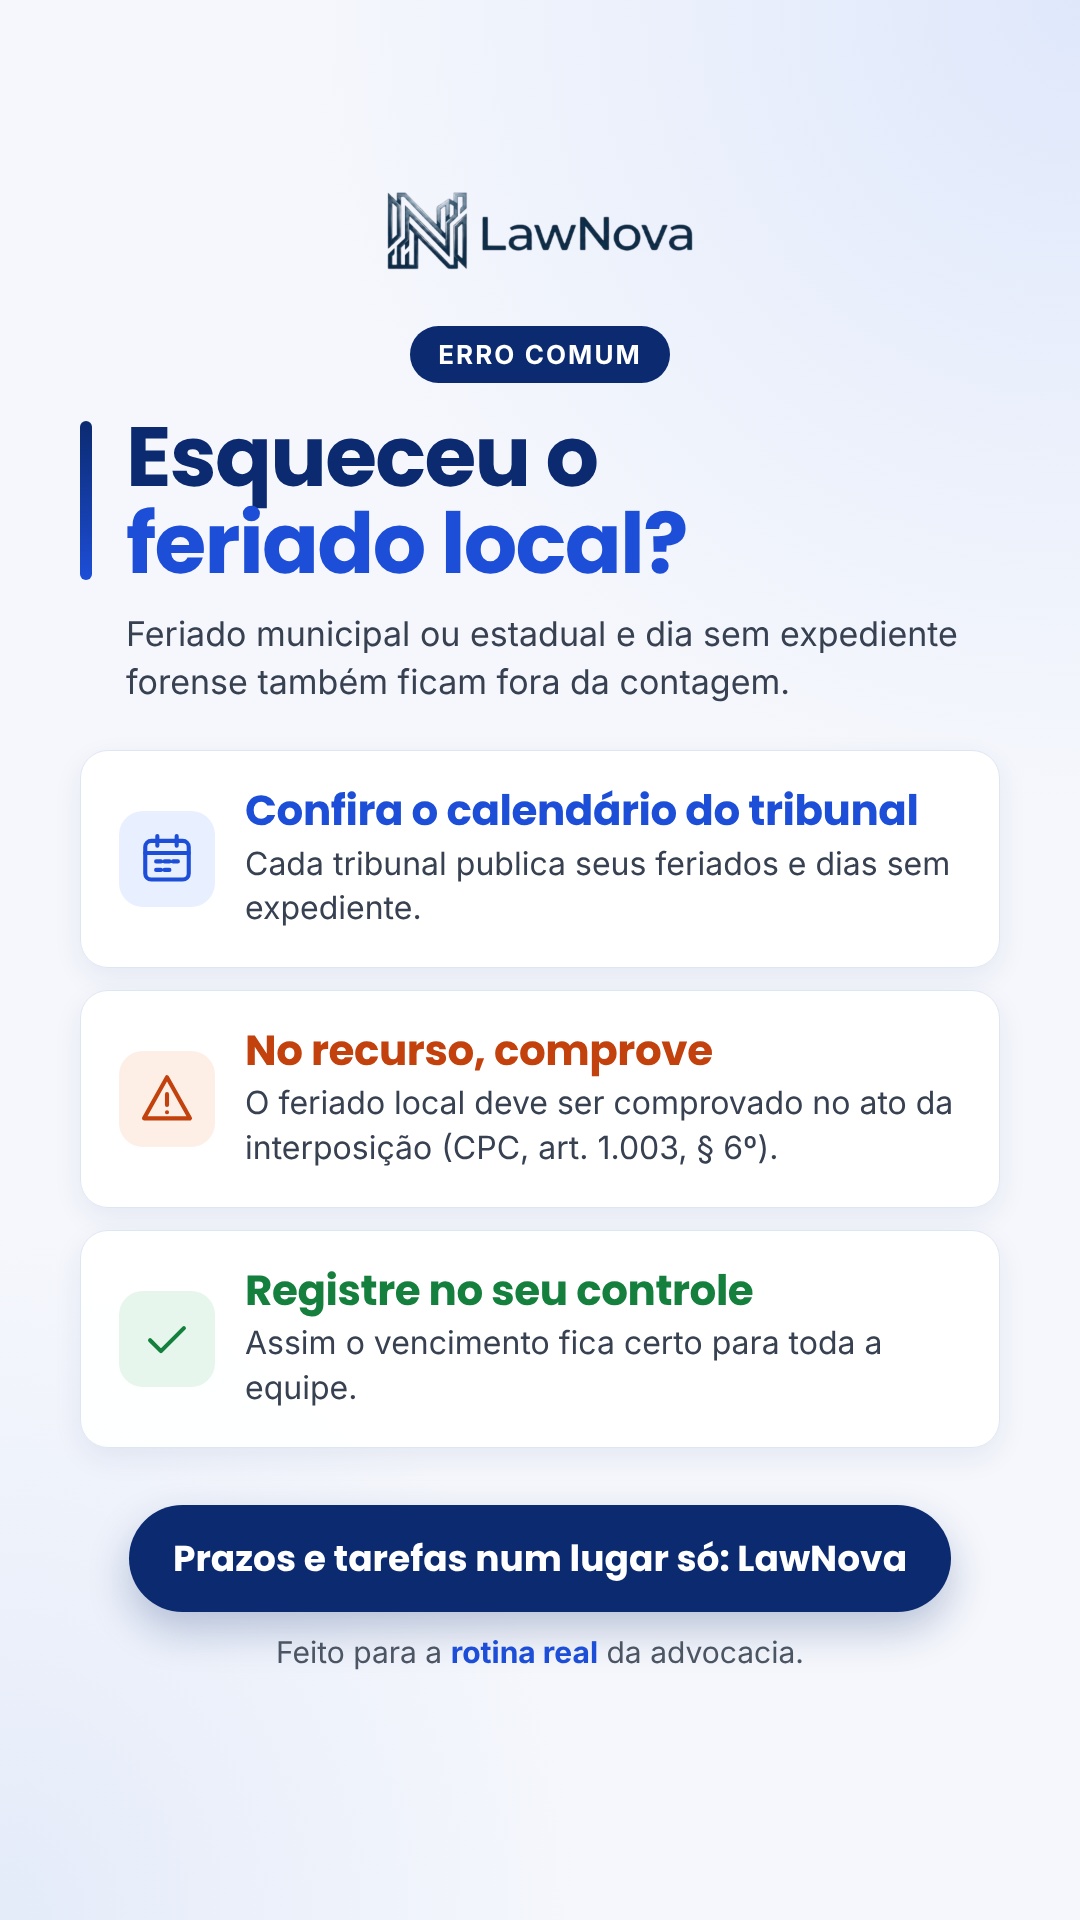 LawNova
ERRO COMUM
Esqueceu o
feriado local?
Feriado municipal ou estadual e dia sem expediente
forense também ficam fora da contagem.
Confira o calendário do tribunal
Cada tribunal publica seus feriados e dias sem
expediente.
No recurso, comprove
O feriado local deve ser comprovado no ato da
interposição (CPC, art. 1.003, § 6º).
Registre no seu controle
Assim o vencimento fica certo para toda a
equipe.
Prazos e tarefas num lugar só: LawNova
Feito para a rotina real da advocacia.